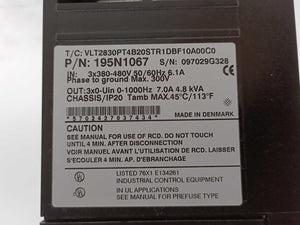 T/C: VLT2830PT4B20STR1DBF10A00C0
P/N: 195N1067 S/N: 097029G328
IN: 3x380-480V 50/60Hz 6.1A
Phase to Ground max. 300V
OUT:3x0-Uin 0-1000Hz 7.0A 4.8 kVA
CHASSIS/IP20 Tamb MAX.45°C/113°F
*5702427037434*
MADE IN DENMARK
CAUTION:
SEE MANUAL FOR USE OF RCD. DO NOT TOUCH
UNTIL 4 MIN. AFTER DISCONNECTION
VOIR MANUEL AVANT L'USAGE D'UN RCD. LAISSER
S'ECOULER 4 MIN. AP. D'EBRANCHAGE
LISTED 76X1 E134261
INDUSTRIAL CONTROL EQUIPMENT
IN UL APPLICATIONS
SEE MANUAL FOR PREFUSE TYPE